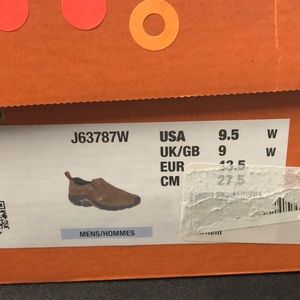 J63787W
USA 9.5 W
UK/GB 9 W
EUR 43.5
CM 27.5
MENS/HOMMES